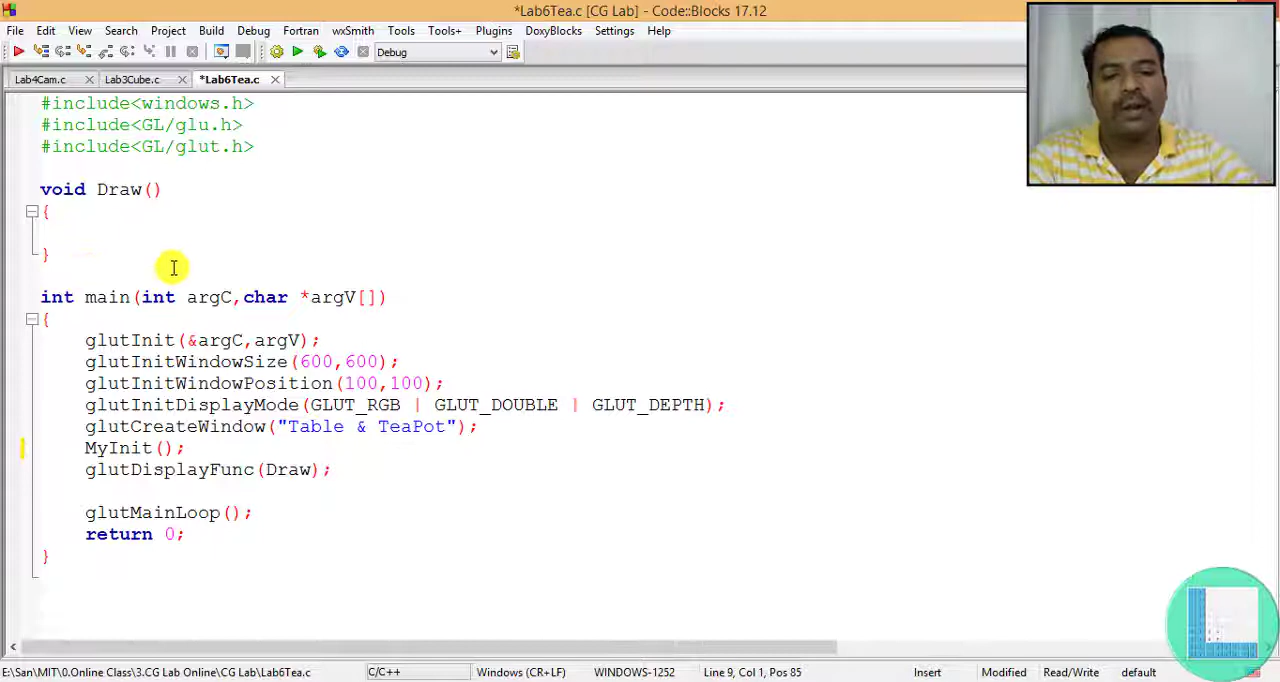 *Lab6Tea.c [CG Lab] - Code::Blocks 17.12
File Edit View Search Project Build Debug Fortran wxSmith Tools Tools+ Plugins DoxyBlocks Settings Help
Debug
Lab4Cam.c Lab3Cube.c *Lab6Tea.c
#include<windows.h>
#include<GL/glu.h>
#include<GL/glut.h>
void Draw()
{
}
int main(int argC,char *argV[])
{
glutInit(&argC,argV);
glutInitWindowSize(600,600);
glutInitWindowPosition(100,100);
glutInitDisplayMode(GLUT_RGB | GLUT_DOUBLE | GLUT_DEPTH);
glutCreateWindow("Table & TeaPot");
MyInit();
glutDisplayFunc(Draw);
glutMainLoop();
return 0;
}
E:\San\MIT\0.Online Class\3.CG Lab Online\CG Lab\Lab6Tea.c C/C++ Windows (CR+LF) WINDOWS-1252 Line 9, Col 1, Pos 85 Insert Modified Read/Write default